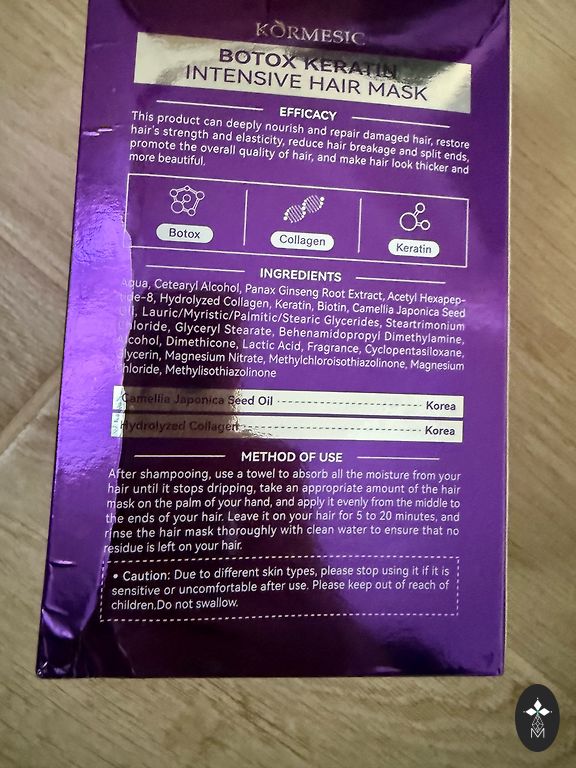 KÒRMESIC
BOTOX KERATIN
INTENSIVE HAIR MASK
EFFICACY
This product can deeply nourish and repair damaged hair, restore
hair's strength and elasticity, reduce hair breakage and split ends,
promote the overall quality of hair, and make hair look thicker and
more beautiful.
Botox
Collagen
Keratin
INGREDIENTS
Aqua, Cetearyl Alcohol, Panax Ginseng Root Extract, Acetyl Hexapep-
tide-8, Hydrolyzed Collagen, Keratin, Biotin, Camellia Japonica Seed
Oil, Lauric/Myristic/Palmitic/Stearic Glycerides, Steartrimonium
Chloride, Glyceryl Stearate, Behenamidopropyl Dimethylamine,
Alcohol, Dimethicone, Lactic Acid, Fragrance, Cyclopentasiloxane,
Glycerin, Magnesium Nitrate, Methylchloroisothiazolinone, Magnesium
Chloride, Methylisothiazolinone
Camellia Japonica Seed Oil Korea
Hydrolyzed Collagen Korea
METHOD OF USE
After shampooing, use a towel to absorb all the moisture from your
hair until it stops dripping, take an appropriate amount of the hair
mask on the palm of your hand, and apply it evenly from the middle to
the ends of your hair. Leave it on your hair for 5 to 20 minutes, and
rinse the hair mask thoroughly with clean water to ensure that no
residue is left on your hair.
• Caution: Due to different skin types, please stop using it if it is
sensitive or uncomfortable after use. Please keep out of reach of
children.Do not swallow.
M